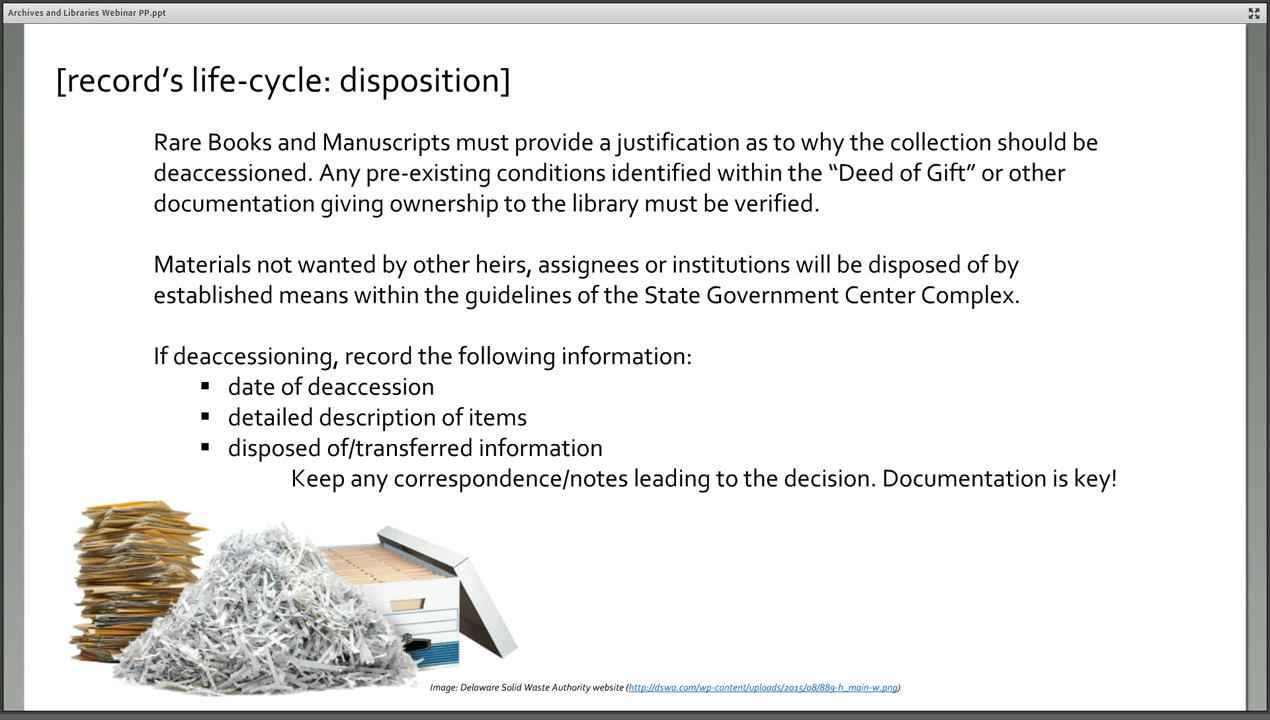 Archives and Libraries Webinar PP.ppt
[record’s life-cycle: disposition]
Rare Books and Manuscripts must provide a justification as to why the collection should be
deaccessioned. Any pre-existing conditions identified within the “Deed of Gift” or other
documentation giving ownership to the library must be verified.
Materials not wanted by other heirs, assignees or institutions will be disposed of by
established means within the guidelines of the State Government Center Complex.
If deaccessioning, record the following information:
▪ date of deaccession
▪ detailed description of items
▪ disposed of/transferred information
Keep any correspondence/notes leading to the decision. Documentation is key!
Image: Delaware Solid Waste Authority website (http://dswa.com/wp-content/uploads/2015/08/889-h_main-w.png)